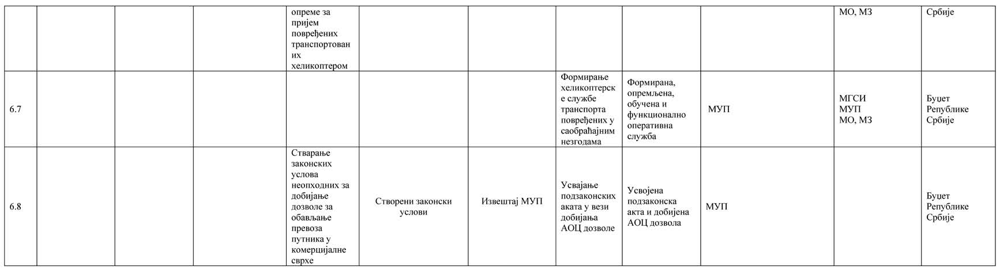 опреме за
пријем
повређених
транспортован
их
хеликоптером
МО, МЗ
Србије
6.7
Формирање
хеликоптерск
е службе
транспорта
повређених у
саобраћајним
незгодама
Формирана,
опремљена,
обучена и
функционално
оперативна
служба
МУП
МГСИ
МУП
МО, МЗ
Буџет
Републике
Србије
6.8
Стварање
законских
услова
неопходних за
добијање
дозволе за
обављање
превоза
путника у
комерцијалне
сврхе
Створени законски
услови
Извештај МУП
Усвајање
подзаконских
аката у вези
добијања
АОЦ дозволе
Усвојена
подзаконска
акта и добијена
АОЦ дозвола
МУП
Буџет
Републике
Србије